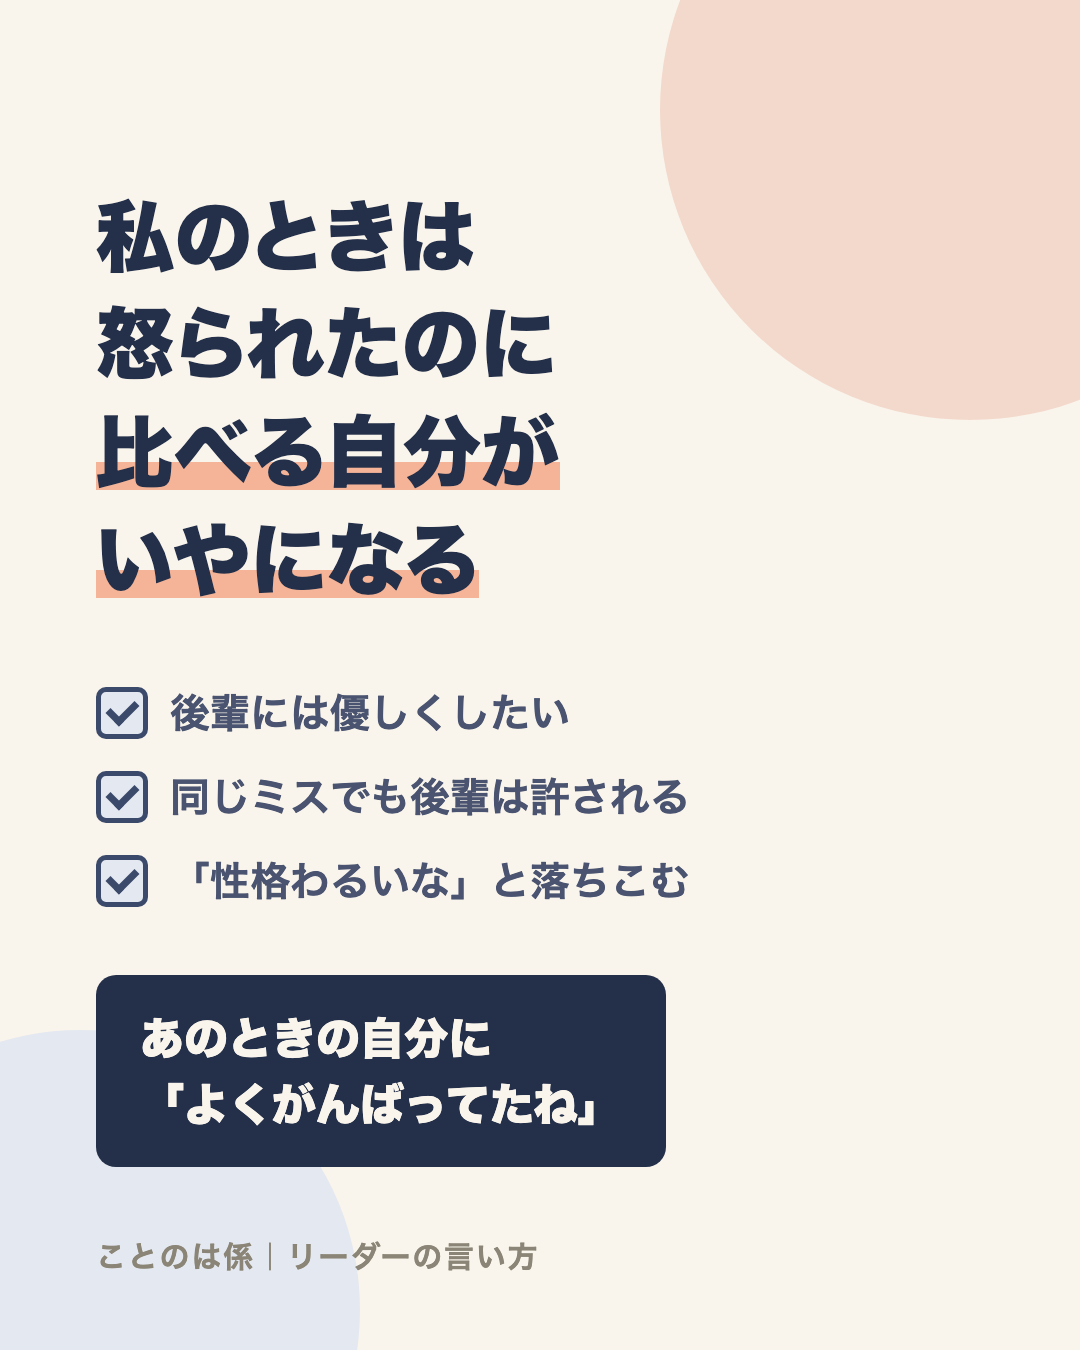 私のときは
怒られたのに
比べる自分が
いやになる
後輩には優しくしたい
同じミスでも後輩は許される
「性格わるいな」と落ちこむ
あのときの自分に
「よくがんばってたね」
ことのは係｜リーダーの言い方